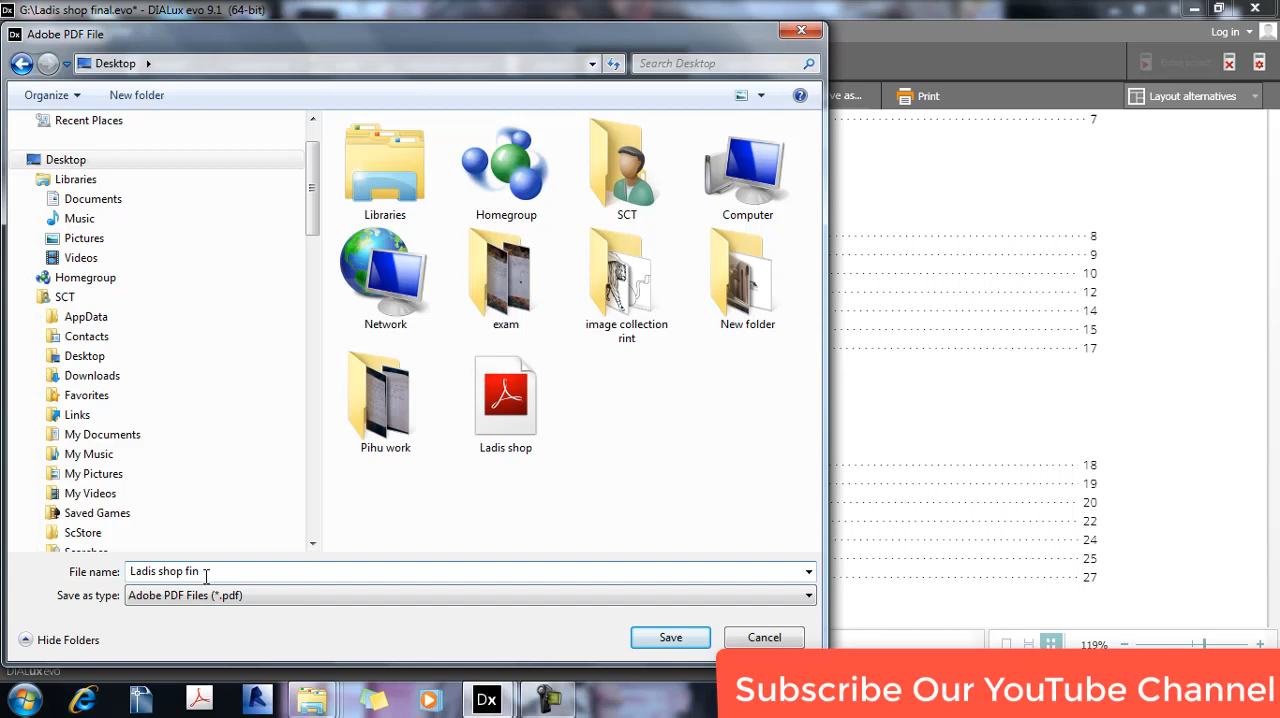 G:\Ladis shop final.evo* - DIALux evo 9.1 (64-bit)
Adobe PDF File
Log in
Desktop
Search Desktop
Organize
New folder
ve as...
Print
Layout alternatives
Recent Places
Desktop
Libraries
Documents
Music
Pictures
Videos
Homegroup
SCT
AppData
Contacts
Desktop
Downloads
Favorites
Links
My Documents
My Music
My Pictures
My Videos
Saved Games
ScStore
Libraries
Homegroup
SCT
Computer
Network
exam
image collection
rint
New folder
Pihu work
Ladis shop
7
8
9
10
12
14
15
17
18
19
20
22
24
25
27
File name: Ladis shop fin
Save as type: Adobe PDF Files (*.pdf)
Hide Folders
Save
Cancel
119%
DIALux evo
Dx
Subscribe Our YouTube Channel